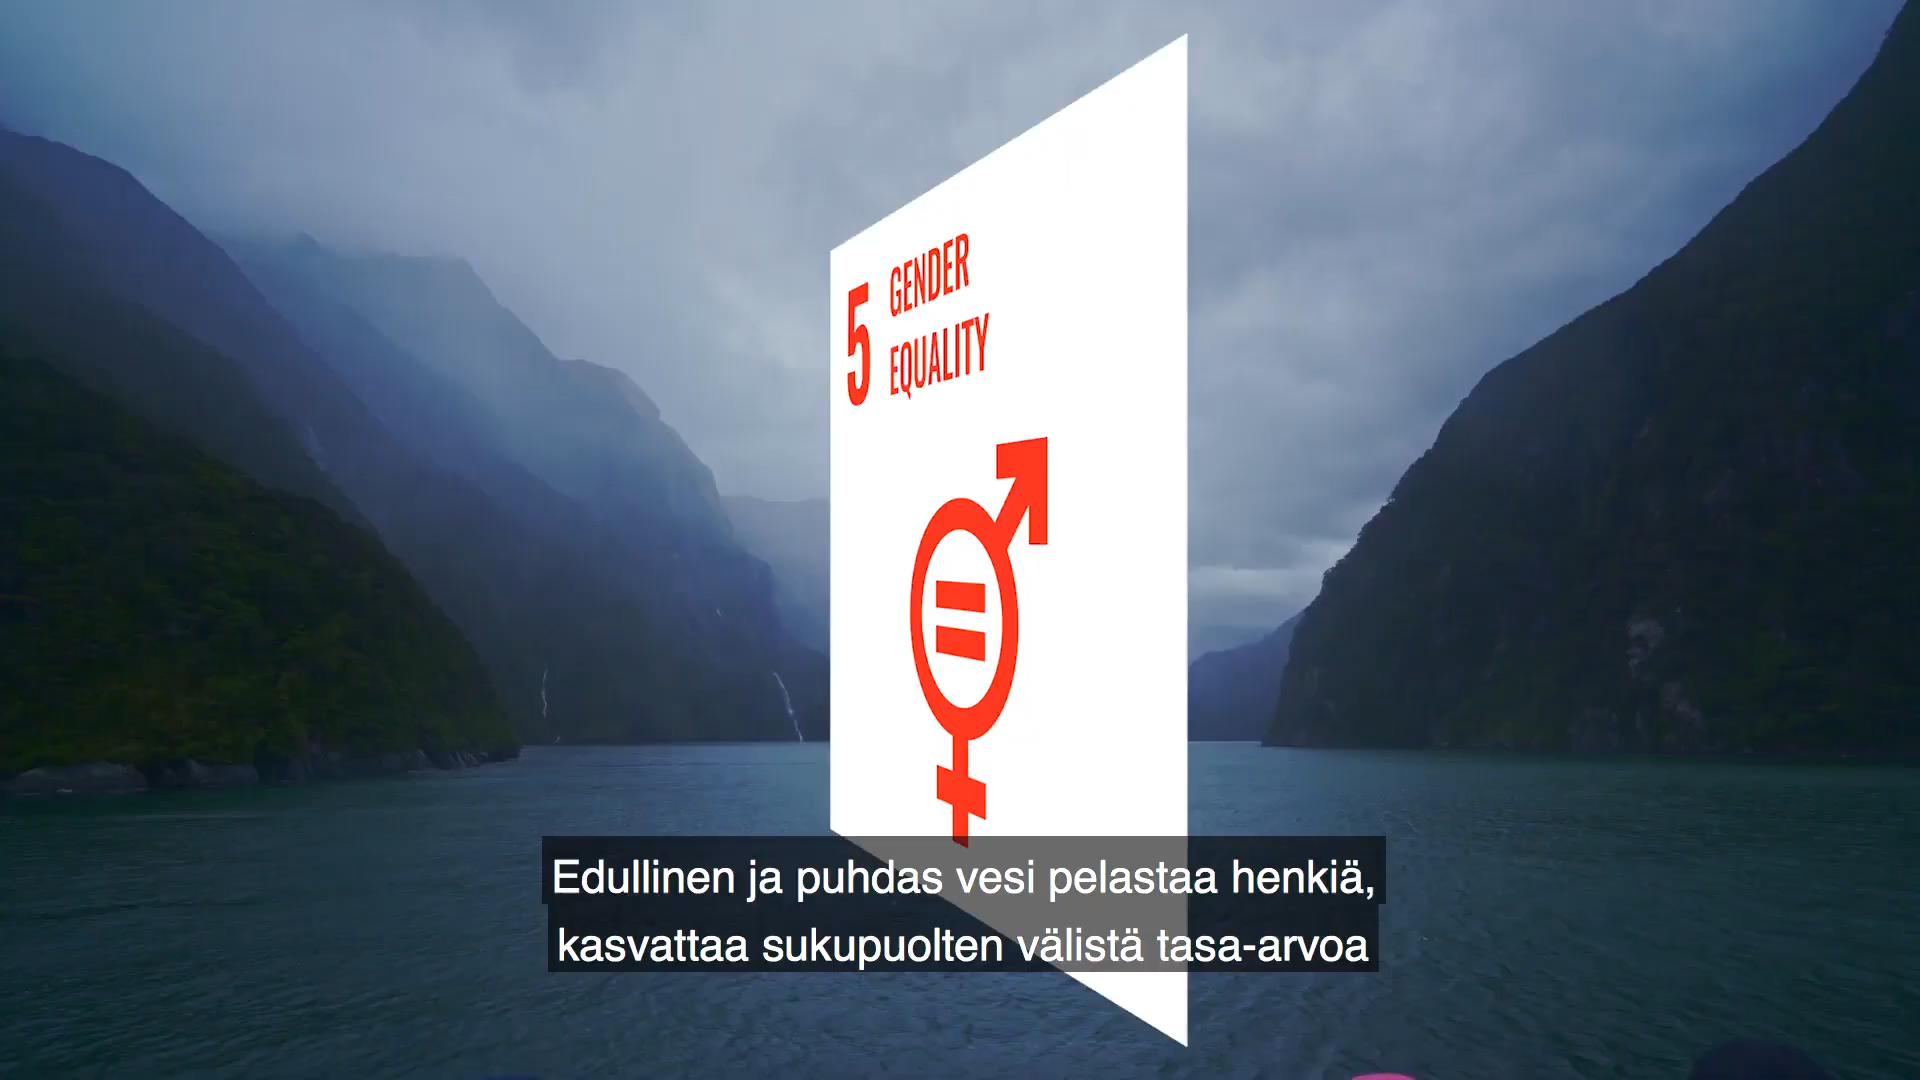 5
GENDER
EQUALITY
Edullinen ja puhdas vesi pelastaa henkiä,
kasvattaa sukupuolten välistä tasa-arvoa